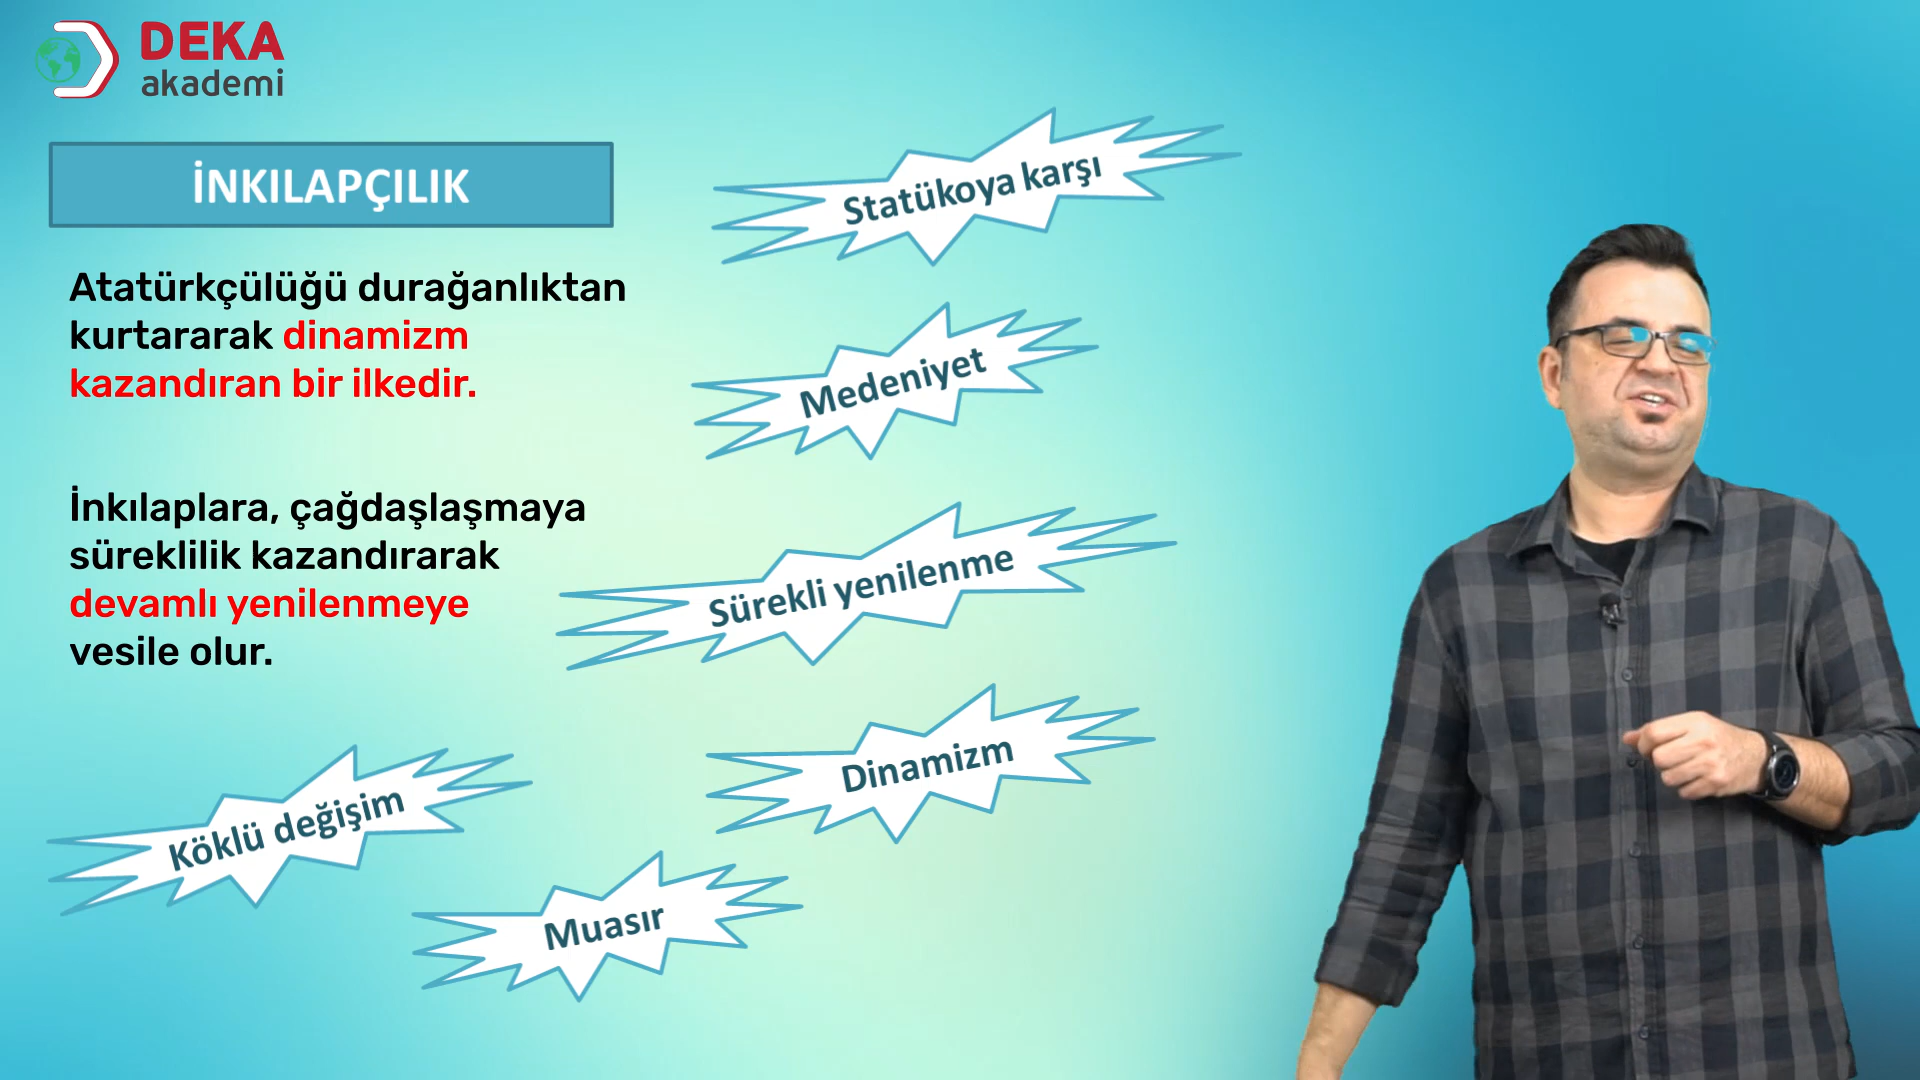 DEKA
akademi
İNKILAPÇILIK
Atatürkçülüğü durağanlıktan
kurtararak dinamizm
kazandıran bir ilkedir.
İnkılaplara, çağdaşlaşmaya
süreklilik kazandırarak
devamlı yenilenmeye
vesile olur.
Statükoya karşı
Medeniyet
Sürekli yenilenme
Dinamizm
Köklü değişim
Muasır